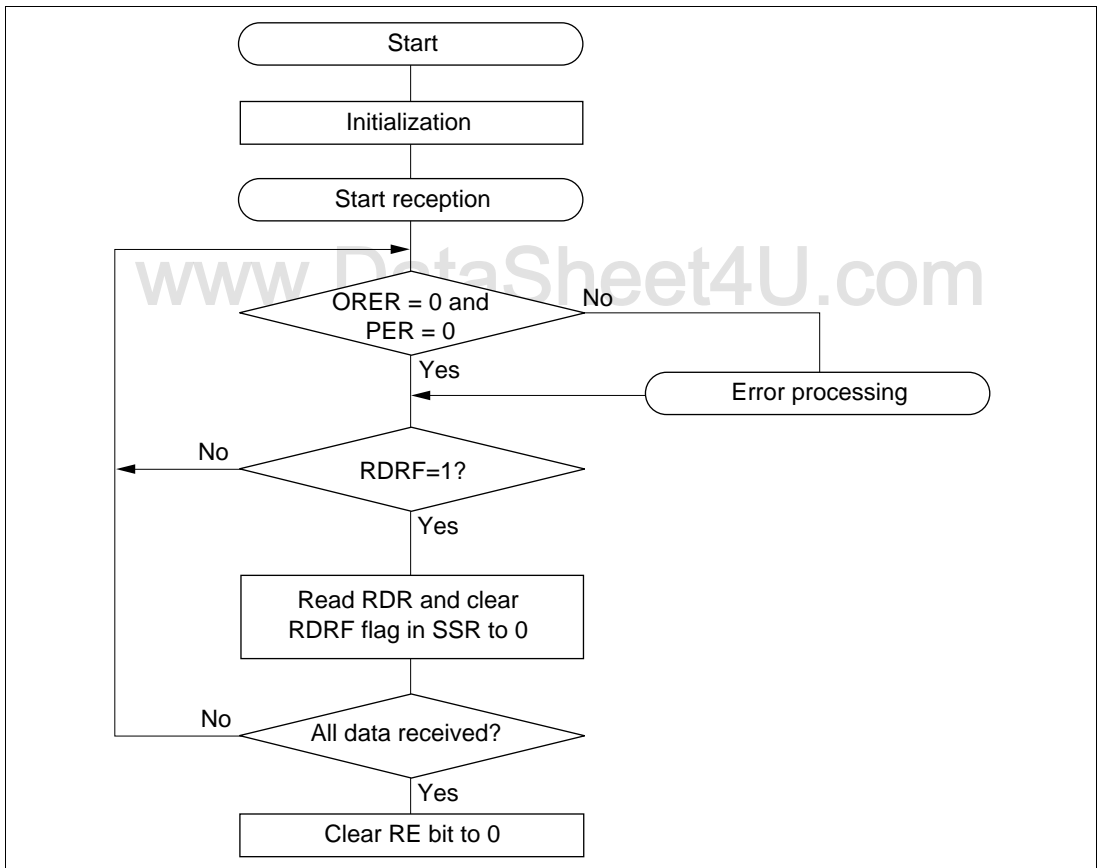 Start
Initialization
Start reception
www.DataSheet4U.com
ORER = 0 and
PER = 0
No
Yes
Error processing
No
RDRF=1?
Yes
Read RDR and clear
RDRF flag in SSR to 0
No
All data received?
Yes
Clear RE bit to 0